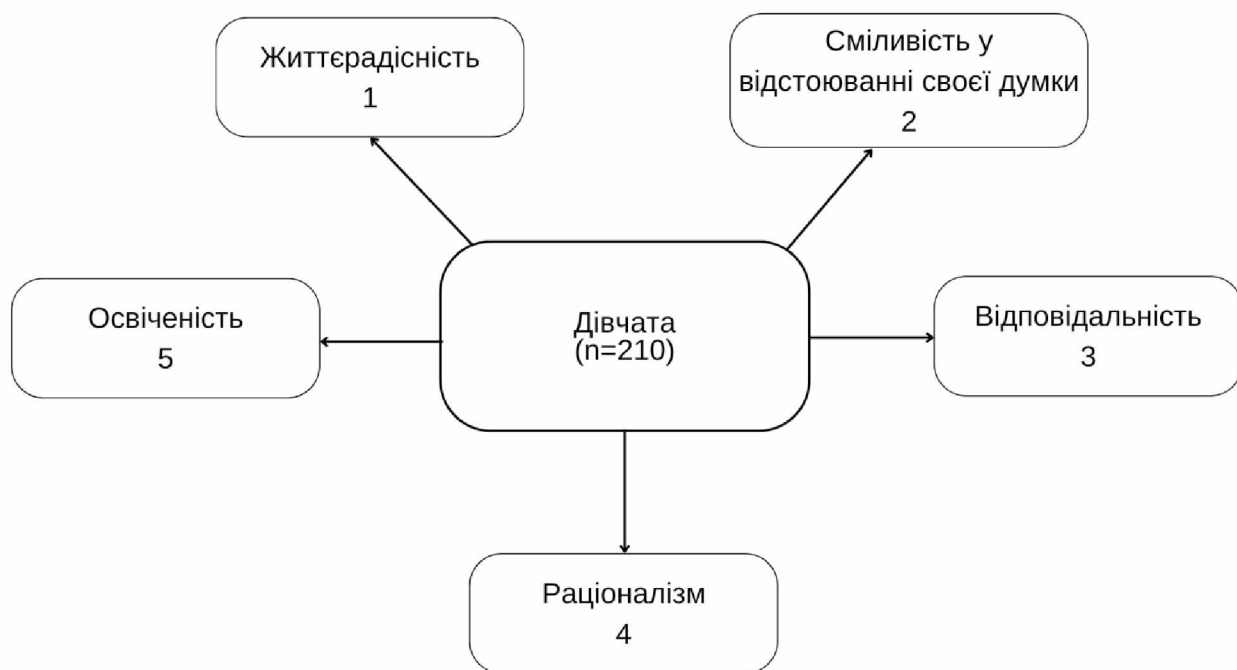 Життєрадісність
1
Сміливість у
відстоюванні своєї думки
2
Освіченість
5
Дівчата
(n=210)
Відповідальність
3
Раціоналізм
4